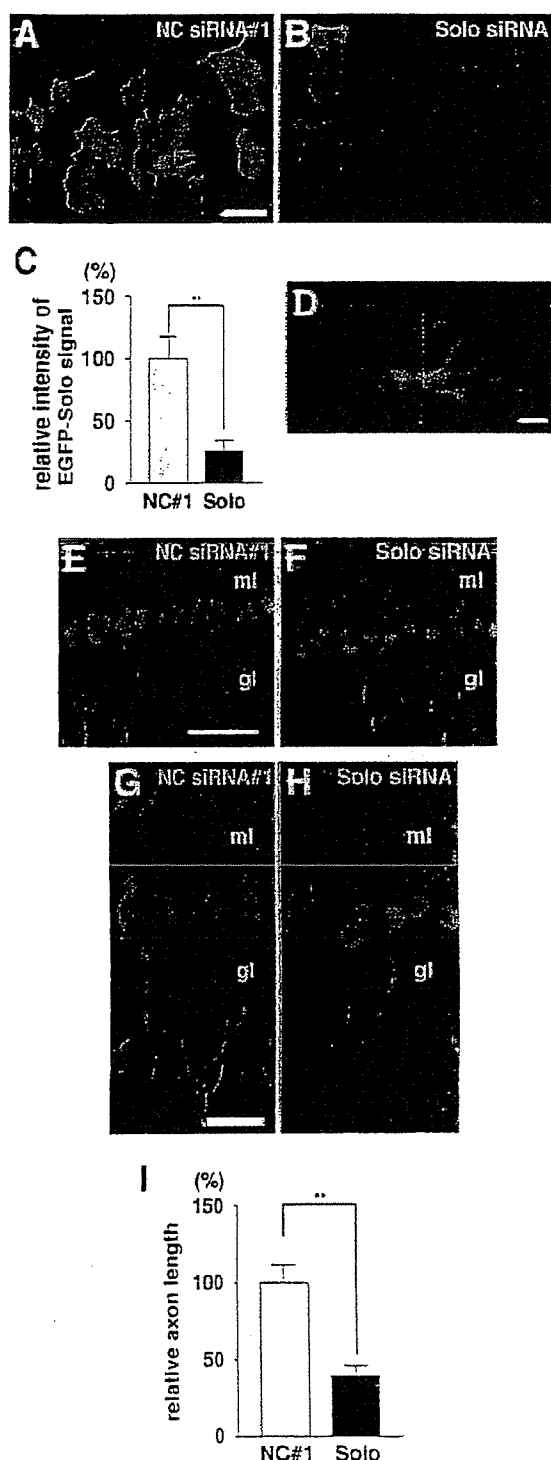 A NC siRNA#1
B Solo siRNA
C
(%)
150
100
50
0
relative intensity of
EGFP-Solo signal
**
NC#1 Solo
D
E NC siRNA#1
ml
gl
F Solo siRNA
ml
gl
G NC siRNA#1
ml
gl
H Solo siRNA
ml
gl
I
(%)
150
100
50
0
relative axon length
**
NC#1 Solo